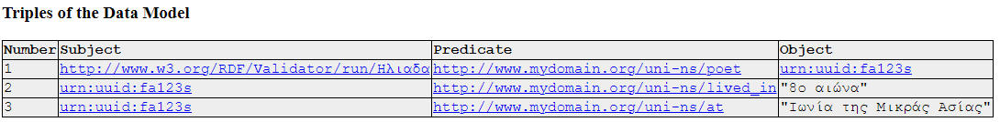 Triples of the Data Model
Number Subject Predicate Object
1 http://www.w3.org/RDF/Validator/run/Ηλιαδα http://www.mydomain.org/uni-ns/poet urn:uuid:fa123s
2 urn:uuid:fa123s http://www.mydomain.org/uni-ns/lived_in "8ο αιώνα"
3 urn:uuid:fa123s http://www.mydomain.org/uni-ns/at "Ιωνία της Μικράς Ασίας"